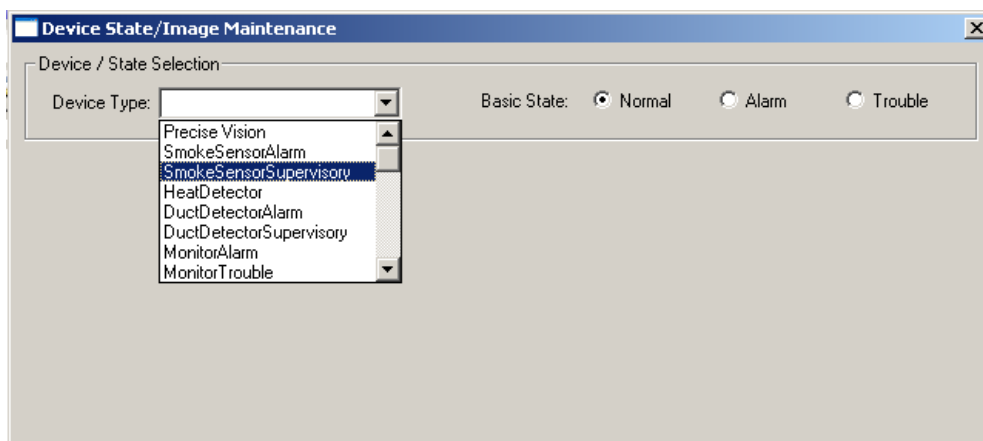 Device State/Image Maintenance
Device / State Selection
Device Type: Basic State: Normal Alarm Trouble
Precise Vision
SmokeSensorAlarm
SmokeSensorSupervisory
HeatDetector
DuctDetectorAlarm
DuctDetectorSupervisory
MonitorAlarm
MonitorTrouble